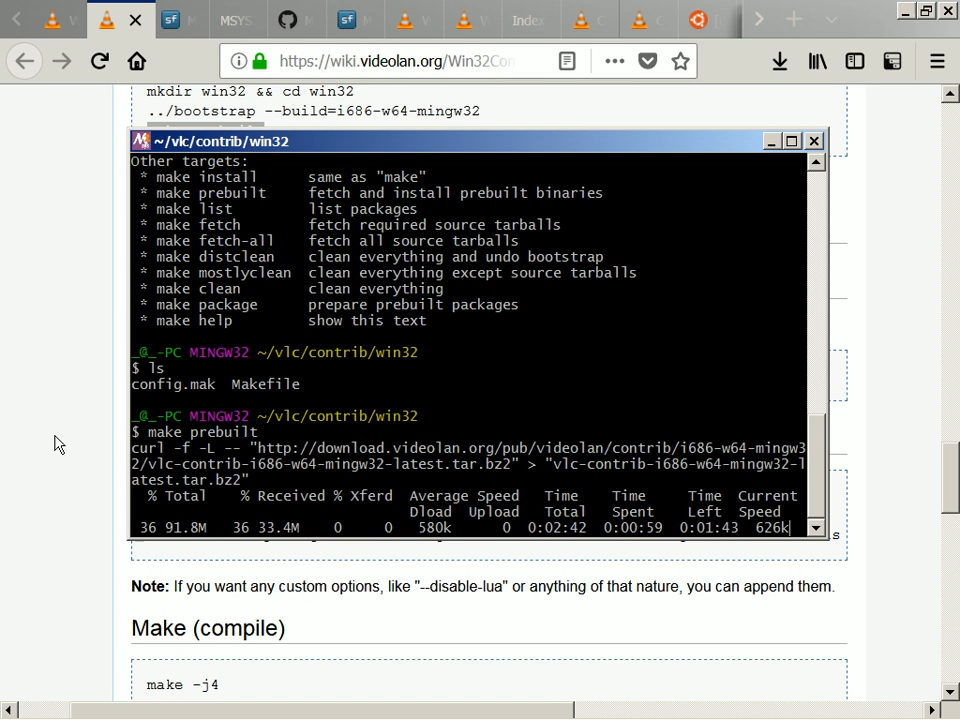 W
sf
M
MSYS
M
sf
M
W
W
Index
C
C
[
https://wiki.videolan.org/Win32Con
mkdir win32 && cd win32
../bootstrap --build=i686-w64-mingw32
~/vlc/contrib/win32
Other targets:
* make install same as "make"
* make prebuilt fetch and install prebuilt binaries
* make list list packages
* make fetch fetch required source tarballs
* make fetch-all fetch all source tarballs
* make distclean clean everything and undo bootstrap
* make mostlyclean clean everything except source tarballs
* make clean clean everything
* make package prepare prebuilt packages
* make help show this text
_@_-PC MINGW32 ~/vlc/contrib/win32
$ ls
config.mak Makefile
_@_-PC MINGW32 ~/vlc/contrib/win32
$ make prebuilt
curl -f -L -- "http://download.videolan.org/pub/videolan/contrib/i686-w64-mingw3
2/vlc-contrib-i686-w64-mingw32-latest.tar.bz2" > "vlc-contrib-i686-w64-mingw32-l
atest.tar.bz2"
% Total % Received % Xferd Average Speed Time Time Time Current
Dload Upload Total Spent Left Speed
36 91.8M 36 33.4M 0 0 580k 0 0:02:42 0:00:59 0:01:43 626k
s
Note: If you want any custom options, like "--disable-lua" or anything of that nature, you can append them.
Make (compile)
make -j4